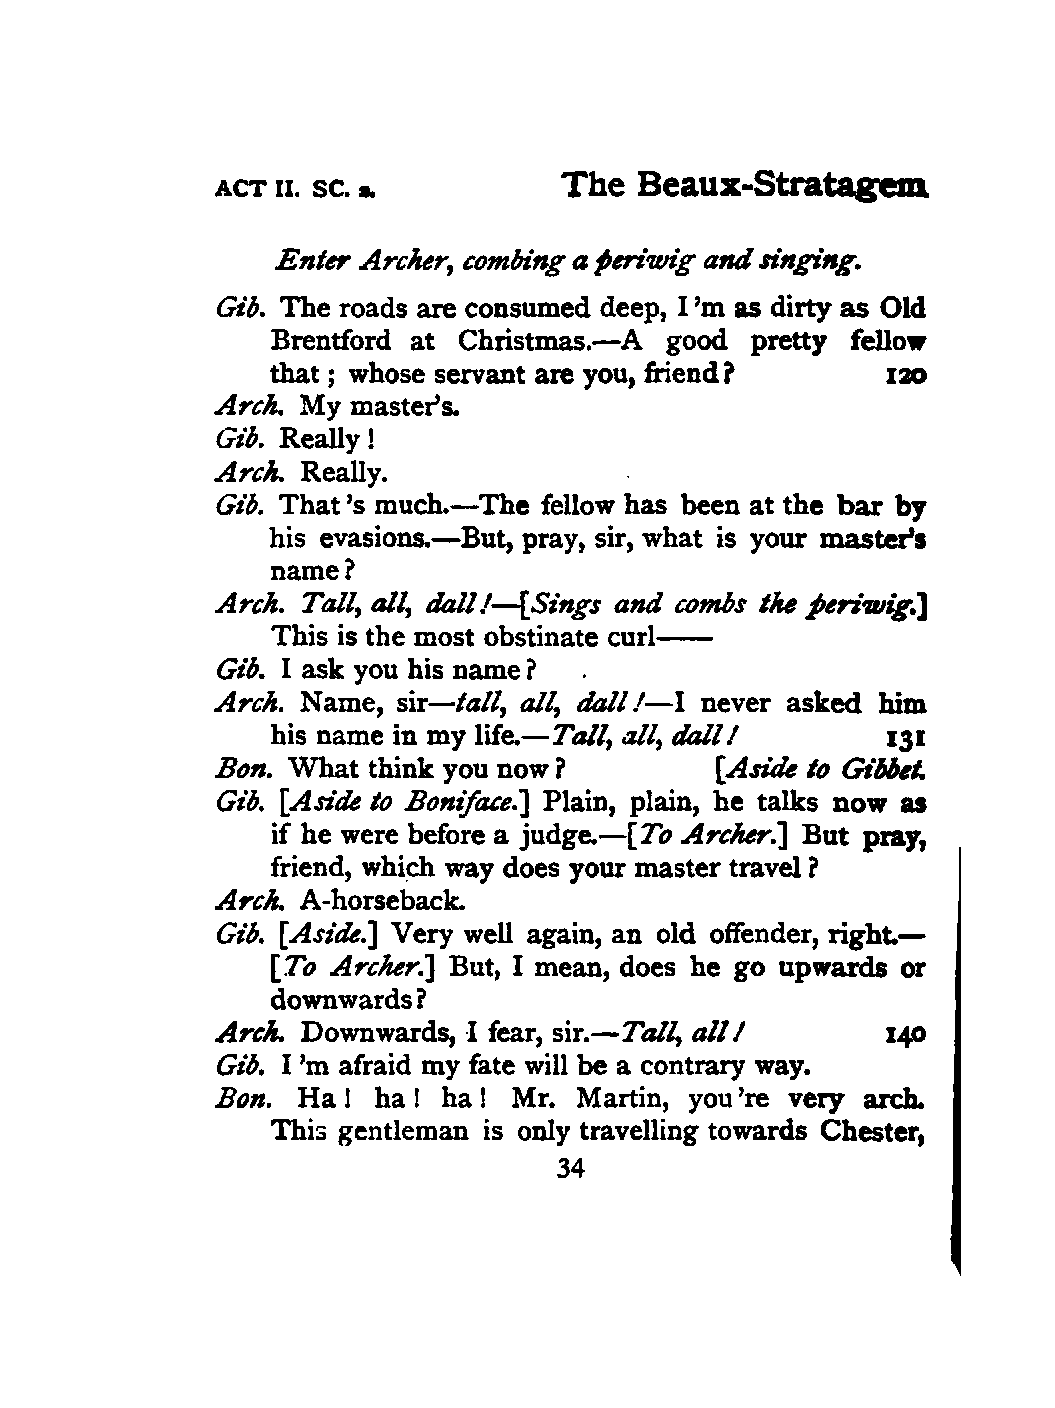 ACT II. SC. 2. The Beaux-Stratagem
Enter Archer, combing a periwig and singing.
Gib. The roads are consumed deep, I'm as dirty as Old
Brentford at Christmas.—A good pretty fellow
that; whose servant are you, friend? 120
Arch. My master's.
Gib. Really!
Arch. Really.
Gib. That's much.—The fellow has been at the bar by
his evasions.—But, pray, sir, what is your master's
name?
Arch. Tall, all, dall!—[Sings and combs the periwig.]
This is the most obstinate curl——
Gib. I ask you his name?
Arch. Name, sir—tall, all, dall!—I never asked him
his name in my life.—Tall, all, dall! 131
Bon. What think you now? [Aside to Gibbet.
Gib. [Aside to Boniface.] Plain, plain, he talks now as
if he were before a judge.—[To Archer.] But pray,
friend, which way does your master travel?
Arch. A-horseback.
Gib. [Aside.] Very well again, an old offender, right.—
[To Archer.] But, I mean, does he go upwards or
downwards?
Arch. Downwards, I fear, sir.—Tall, all! 140
Gib. I'm afraid my fate will be a contrary way.
Bon. Ha! ha! ha! Mr. Martin, you're very arch.
This gentleman is only travelling towards Chester,
34